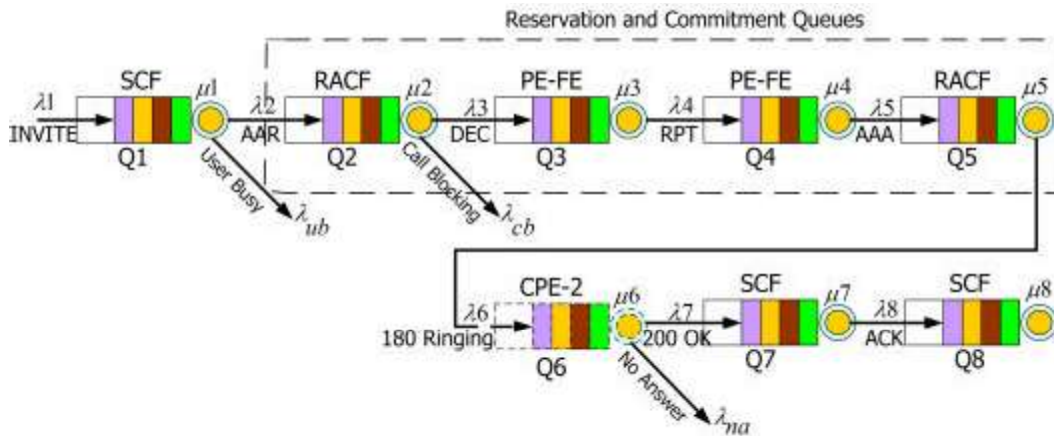 Reservation and Commitment Queues
SCF
RACF
PE-FE
PE-FE
RACF
λ1
μ1
λ2
μ2
λ3
μ3
λ4
μ4
λ5
μ5
INVITE
AAR
DEC
RPT
AAA
Q1
Q2
Q3
Q4
Q5
User Busy
λub
Call Blocking
λcb
CPE-2
SCF
SCF
λ6
μ6
λ7
μ7
λ8
μ8
180 Ringing
200 OK
ACK
Q6
Q7
Q8
No Answer
λna